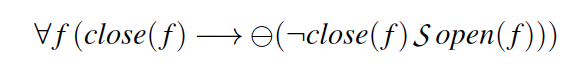 ∀f (close(f) ⟶ ⊖(¬close(f) 𝒮 open(f)))